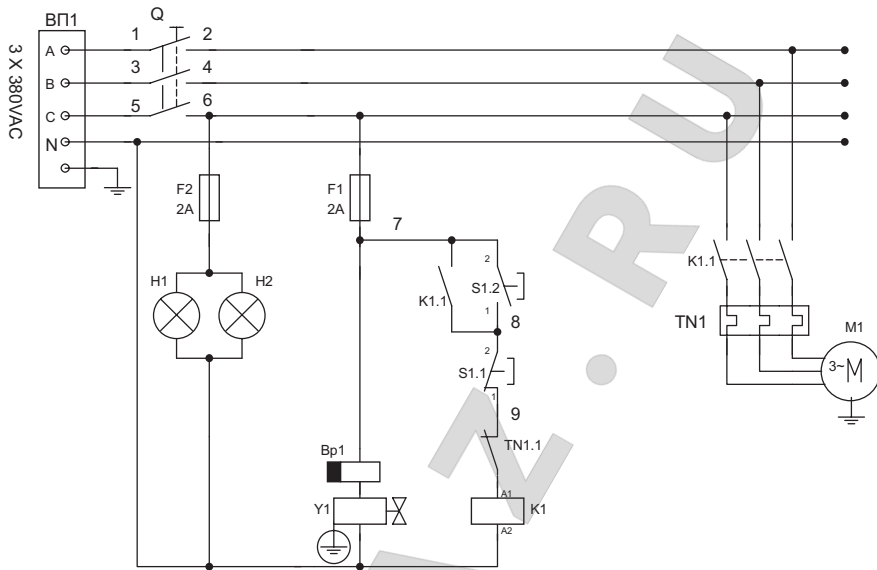 ВП1
Q
1
2
A
3
4
B
5
6
C
N
3 X 380VAC
F2
2A
F1
2A
7
H1
H2
K1.1
2
S1.2
1
8
2
S1.1
1
9
TN1.1
Bp1
Y1
A1
K1
A2
K1.1
TN1
M1
3~M
Z.RU